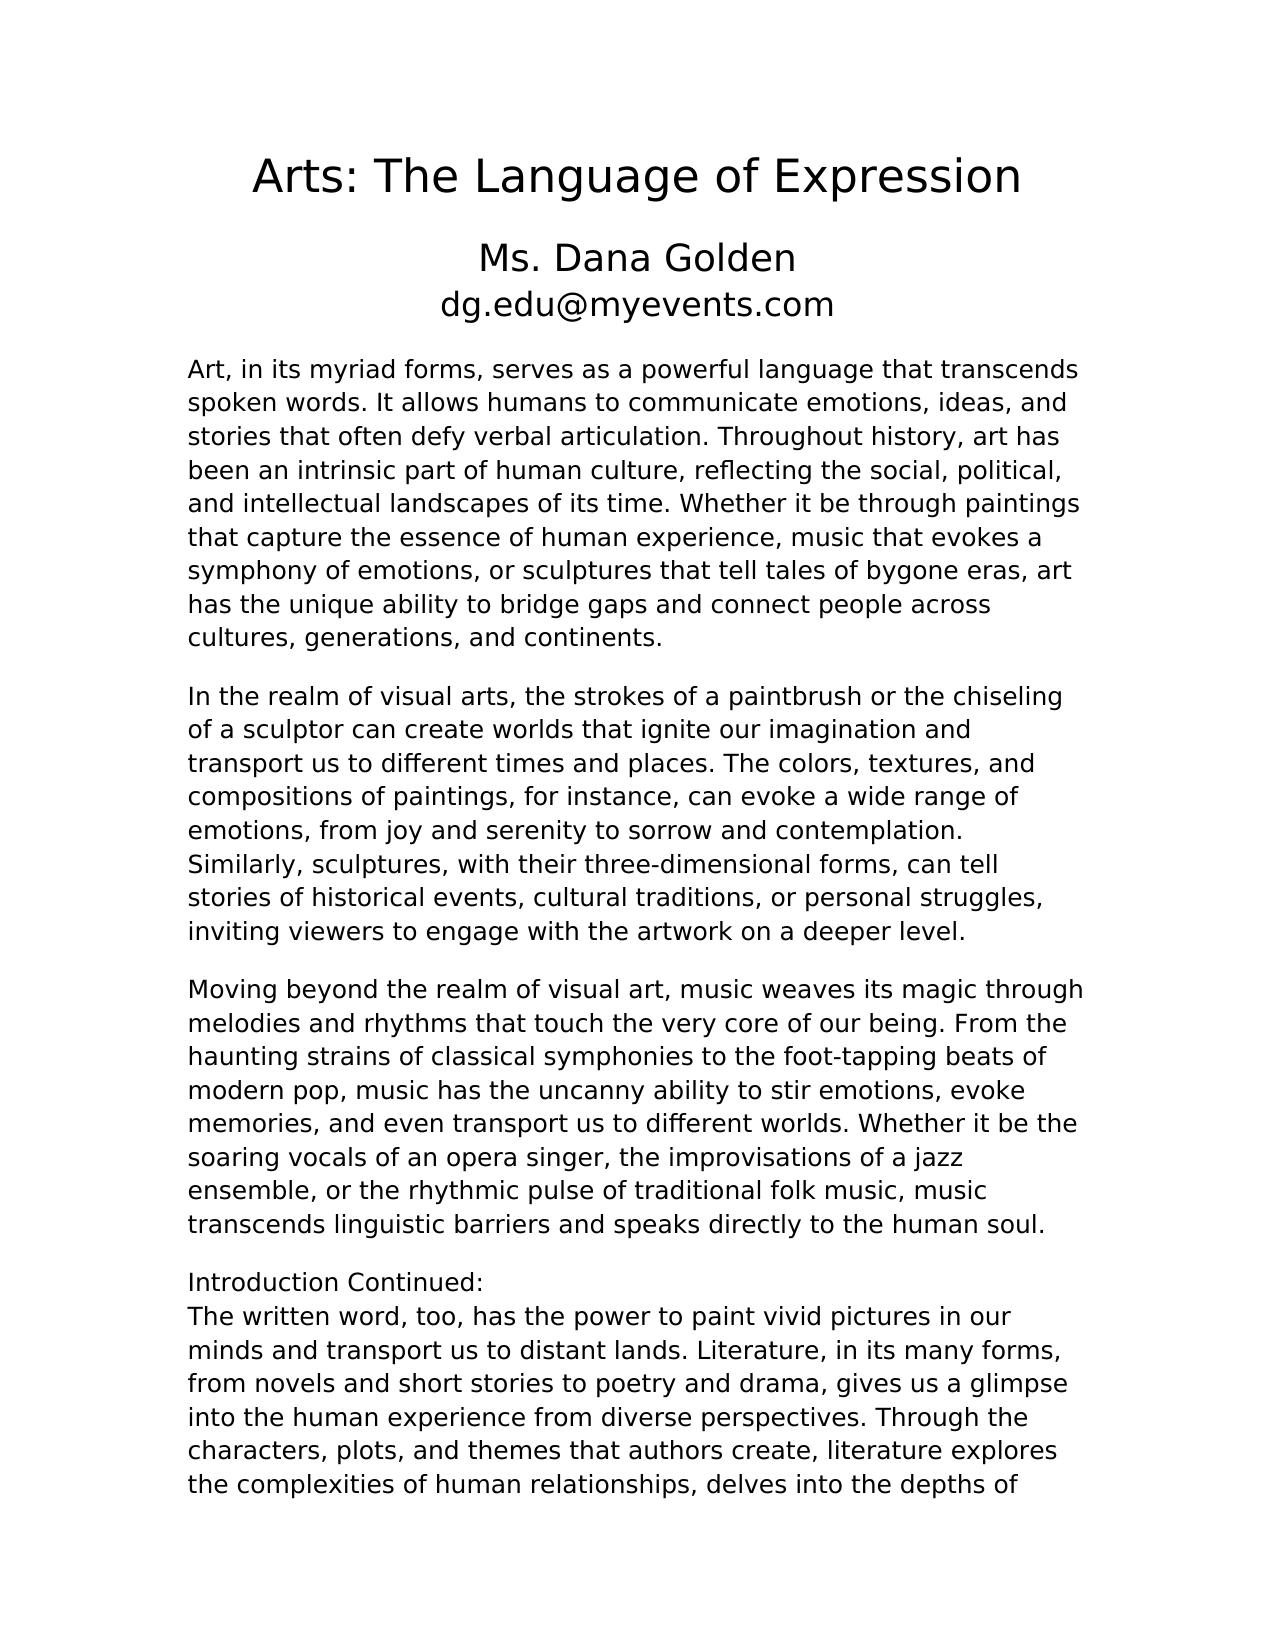 Arts: The Language of Expression
Ms. Dana Golden
dg.edu@myevents.com
Art, in its myriad forms, serves as a powerful language that transcends
spoken words. It allows humans to communicate emotions, ideas, and
stories that often defy verbal articulation. Throughout history, art has
been an intrinsic part of human culture, reflecting the social, political,
and intellectual landscapes of its time. Whether it be through paintings
that capture the essence of human experience, music that evokes a
symphony of emotions, or sculptures that tell tales of bygone eras, art
has the unique ability to bridge gaps and connect people across
cultures, generations, and continents.
In the realm of visual arts, the strokes of a paintbrush or the chiseling
of a sculptor can create worlds that ignite our imagination and
transport us to different times and places. The colors, textures, and
compositions of paintings, for instance, can evoke a wide range of
emotions, from joy and serenity to sorrow and contemplation.
Similarly, sculptures, with their three-dimensional forms, can tell
stories of historical events, cultural traditions, or personal struggles,
inviting viewers to engage with the artwork on a deeper level.
Moving beyond the realm of visual art, music weaves its magic through
melodies and rhythms that touch the very core of our being. From the
haunting strains of classical symphonies to the foot-tapping beats of
modern pop, music has the uncanny ability to stir emotions, evoke
memories, and even transport us to different worlds. Whether it be the
soaring vocals of an opera singer, the improvisations of a jazz
ensemble, or the rhythmic pulse of traditional folk music, music
transcends linguistic barriers and speaks directly to the human soul.
Introduction Continued:
The written word, too, has the power to paint vivid pictures in our
minds and transport us to distant lands. Literature, in its many forms,
from novels and short stories to poetry and drama, gives us a glimpse
into the human experience from diverse perspectives. Through the
characters, plots, and themes that authors create, literature explores
the complexities of human relationships, delves into the depths of